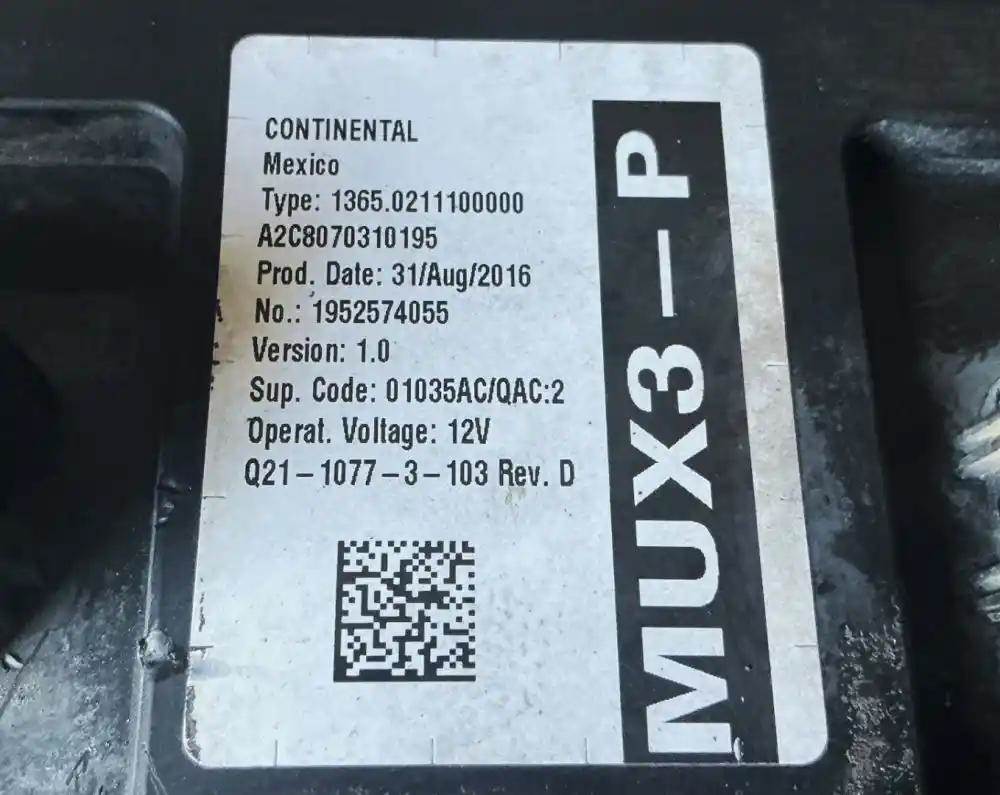 CONTINENTAL
Mexico
Type: 1365.0211100000
A2C8070310195
Prod. Date: 31/Aug/2016
No.: 1952574055
Version: 1.0
Sup. Code: 01035AC/QAC:2
Operat. Voltage: 12V
Q21-1077-3-103 Rev. D
MUX3-P